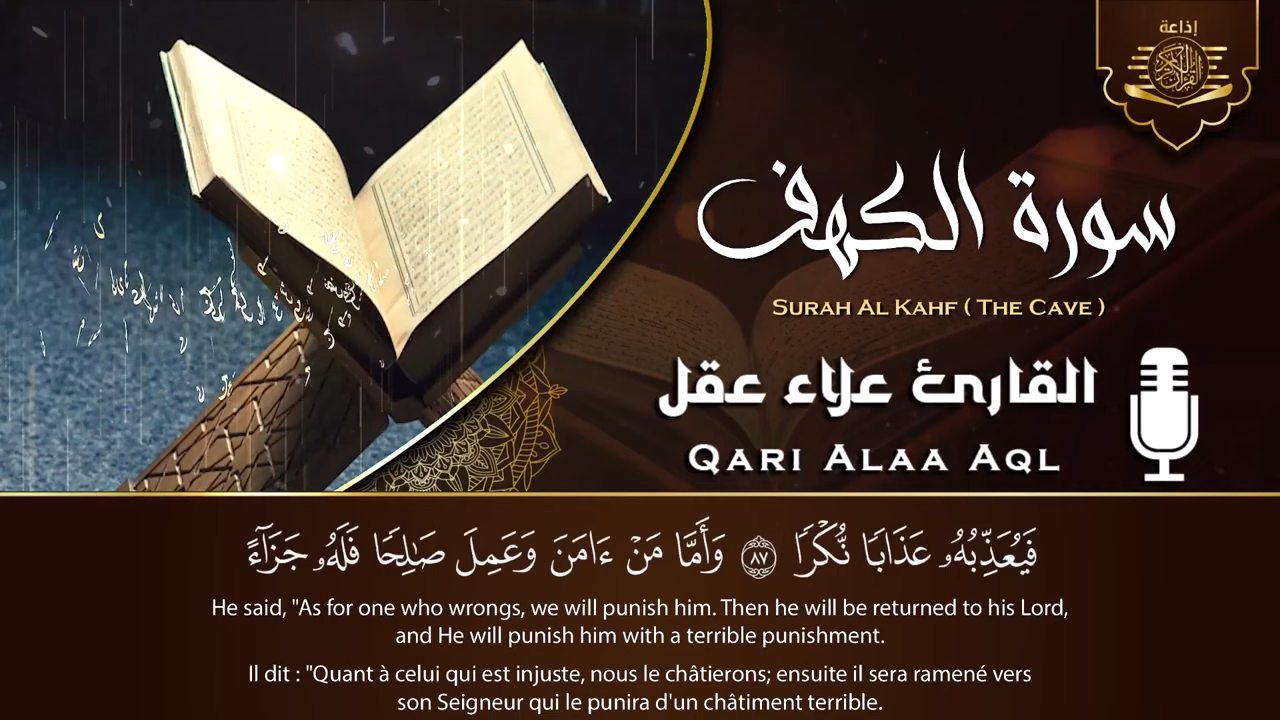 إذاعة
القرآن الكريم
سورة الكهف
SURAH AL KAHF ( THE CAVE )
القارئ علاء عقل
QARI ALAA AQL
فَيُعَذِّبُهُۥ عَذَابٗا نُّكۡرٗا ٨٧ وَأَمَّا مَنۡ ءَامَنَ وَعَمِلَ صَٰلِحٗا فَلَهُۥ جَزَآءً
He said, "As for one who wrongs, we will punish him. Then he will be returned to his Lord,
and He will punish him with a terrible punishment.
Il dit : "Quant à celui qui est injuste, nous le châtierons; ensuite il sera ramené vers
son Seigneur qui le punira d'un châtiment terrible.